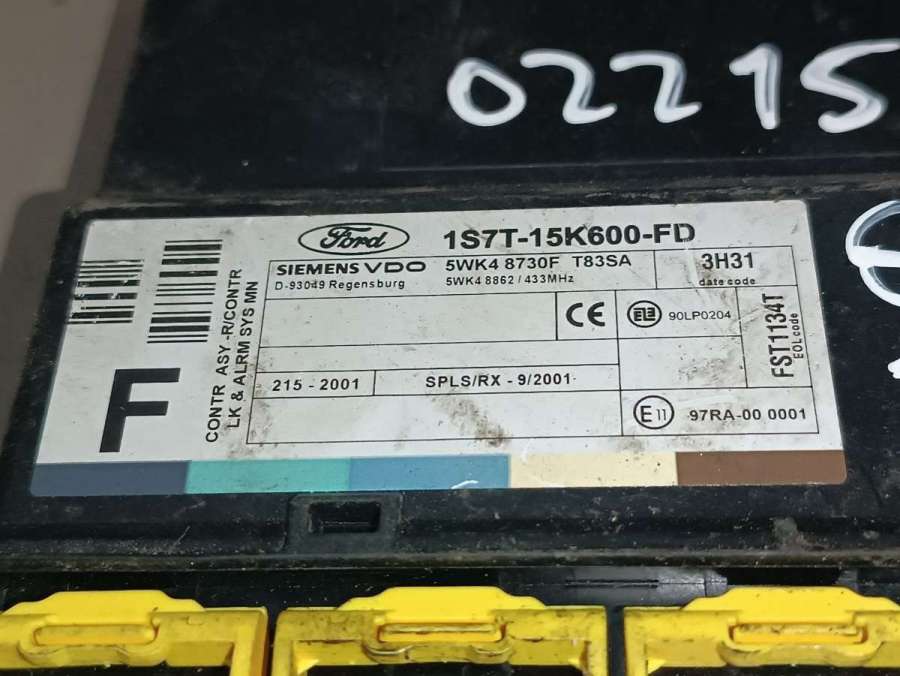 02215
Ford
1S7T-15K600-FD
SIEMENS VDO
D-93049 Regensburg
5WK4 8730F T83SA
5WK4 8862 / 433MHz
3H31
date code
CE
90LP0204
FST1134T
EOL code
215 - 2001
SPLS/RX - 9/2001
E11
97RA-00 0001
CONTR ASY -R/CONTR
LK & ALRM SYS MN
F